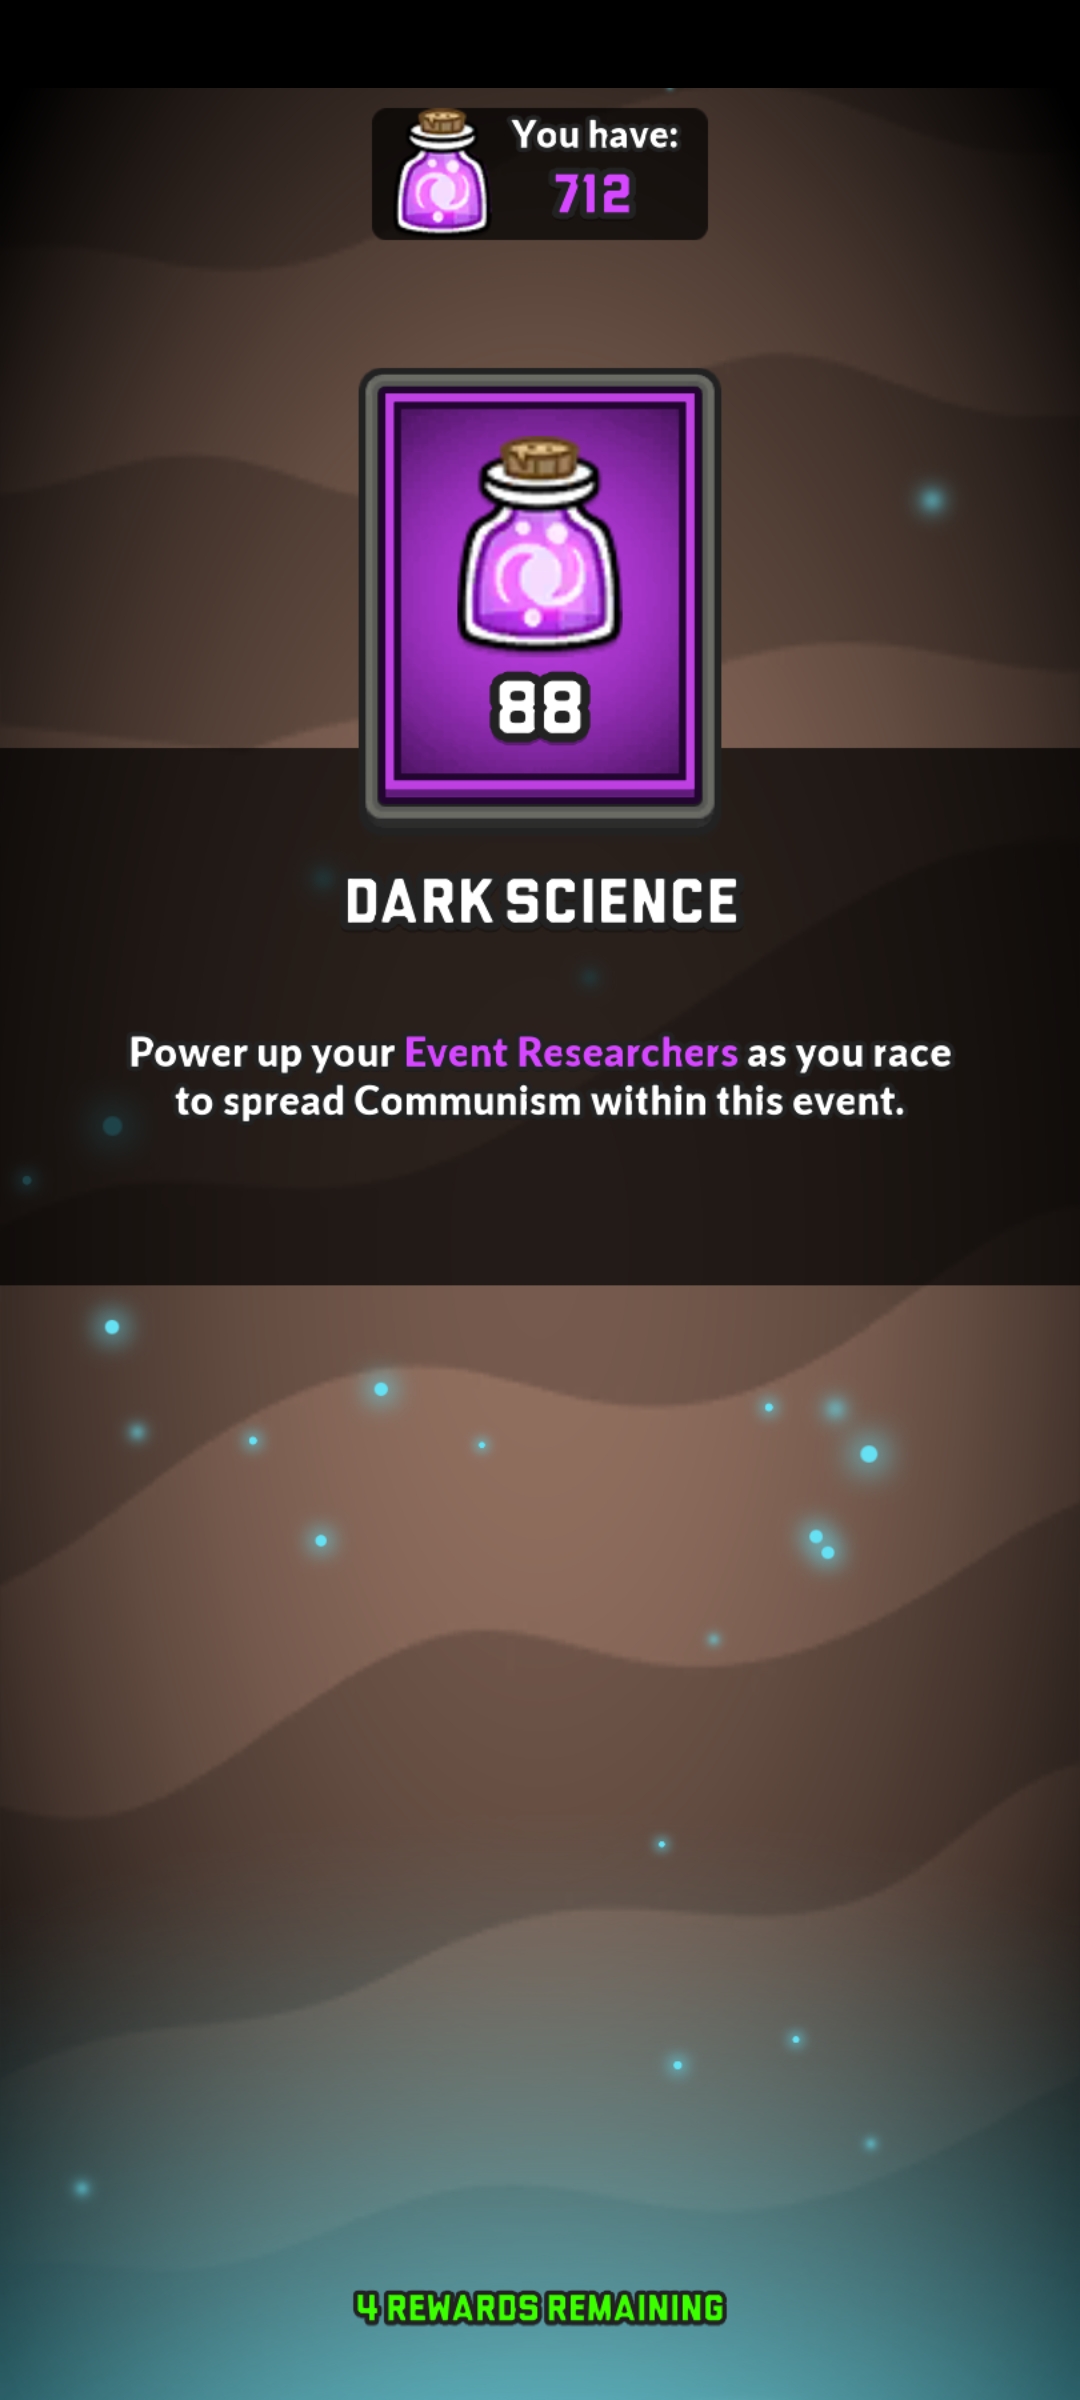 You have:
712
88
DARK SCIENCE
Power up your Event Researchers as you race
to spread Communism within this event.
4 REWARDS REMAINING